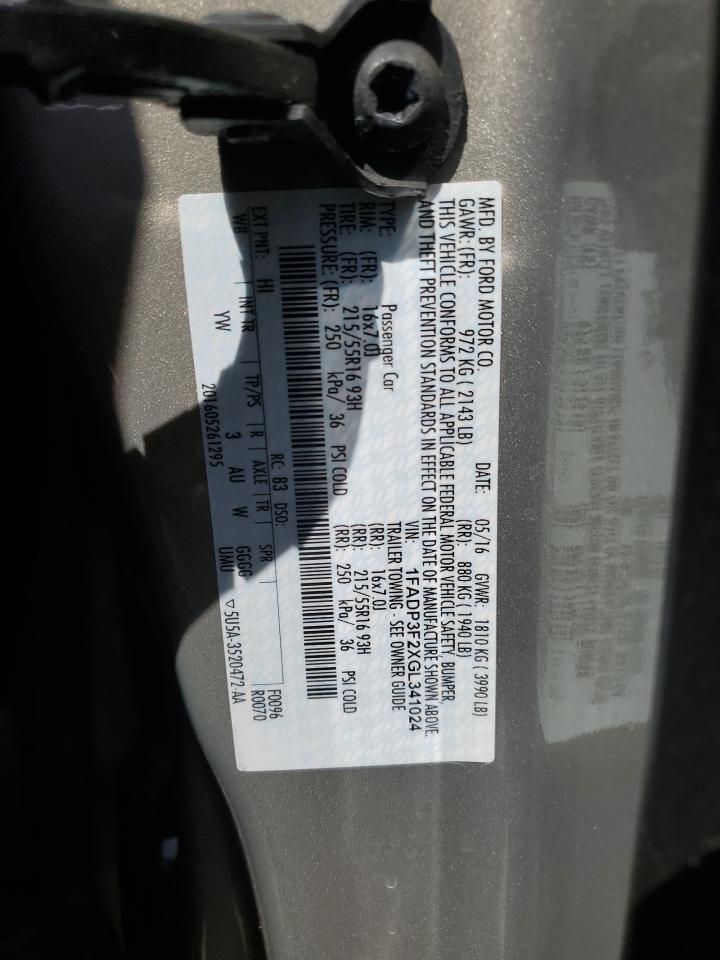 MFD. BY FORD MOTOR CO.
DATE: 05/16 GVWR: 1810 KG ( 3990 LB)
GAWR: (FR): 972 KG ( 2143 LB) (RR): 880 KG ( 1940 LB)
THIS VEHICLE CONFORMS TO ALL APPLICABLE FEDERAL MOTOR VEHICLE SAFETY, BUMPER,
AND THEFT PREVENTION STANDARDS IN EFFECT ON THE DATE OF MANUFACTURE SHOWN ABOVE.
VIN: 1FADP3F2XGL341024
TYPE: Passenger Car TRAILER TOWING - SEE OWNER GUIDE
RIM: (FR): 16x7.0J (RR): 16x7.0J
TIRE: (FR): 215/55R16 93H (RR): 215/55R16 93H
PRESSURE: (FR): 250 kPa/ 36 PSI COLD (RR): 250 kPa/ 36 PSI COLD
RC: 83 DSO: F0096
EXT PNT: HI R0070
INT TR TP/PS R AXLE TR SPR
WB YW 3 AU W GGGG
201605261295 UMU ▽ 5U5A-3520472-AA